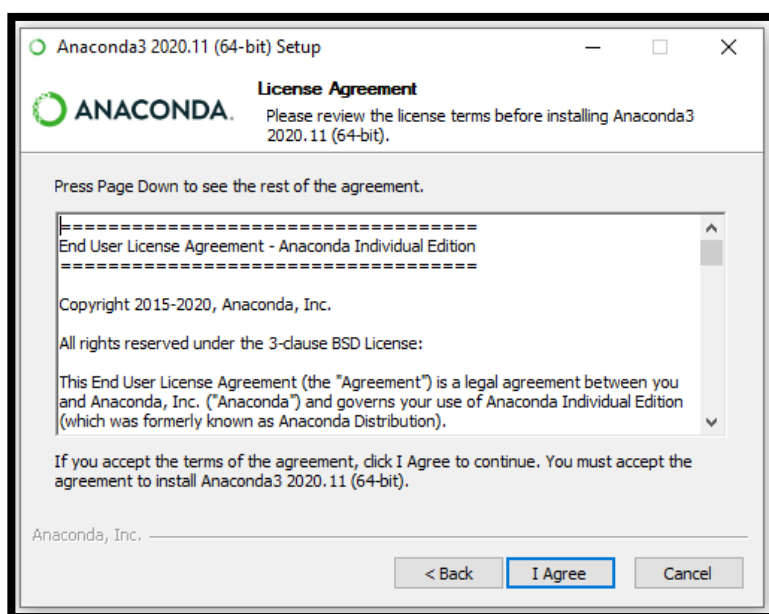 Anaconda3 2020.11 (64-bit) Setup
ANACONDA.
License Agreement
Please review the license terms before installing Anaconda3
2020.11 (64-bit).
Press Page Down to see the rest of the agreement.
===================================
End User License Agreement - Anaconda Individual Edition
===================================
Copyright 2015-2020, Anaconda, Inc.
All rights reserved under the 3-clause BSD License:
This End User License Agreement (the "Agreement") is a legal agreement between you
and Anaconda, Inc. ("Anaconda") and governs your use of Anaconda Individual Edition
(which was formerly known as Anaconda Distribution).
If you accept the terms of the agreement, click I Agree to continue. You must accept the
agreement to install Anaconda3 2020.11 (64-bit).
Anaconda, Inc.
< Back
I Agree
Cancel